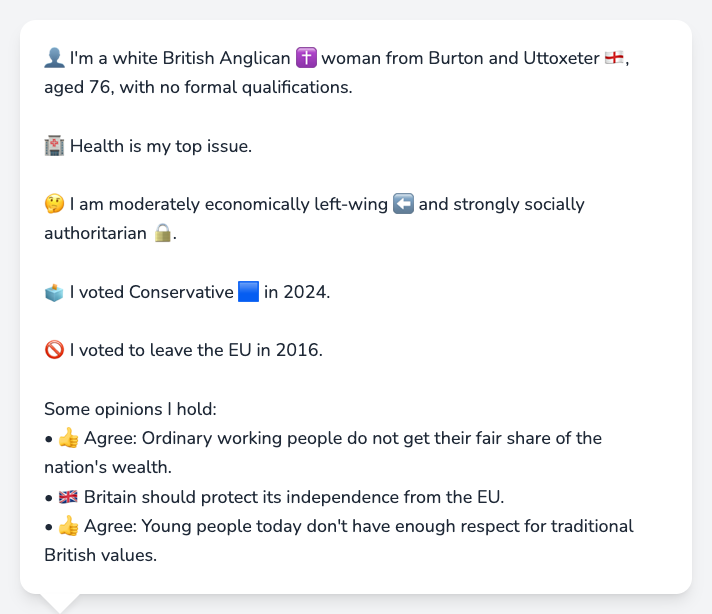 👤 I'm a white British Anglican ✝️ woman from Burton and Uttoxeter 🏴󠁧󠁢󠁥󠁮󠁧󠁿,
aged 76, with no formal qualifications.
🏥 Health is my top issue.
🤔 I am moderately economically left-wing ⬅️ and strongly socially
authoritarian 🔒.
🗳️ I voted Conservative 🟦 in 2024.
🚫 I voted to leave the EU in 2016.
Some opinions I hold:
• 👍 Agree: Ordinary working people do not get their fair share of the
nation's wealth.
• 🇬🇧 Britain should protect its independence from the EU.
• 👍 Agree: Young people today don't have enough respect for traditional
British values.